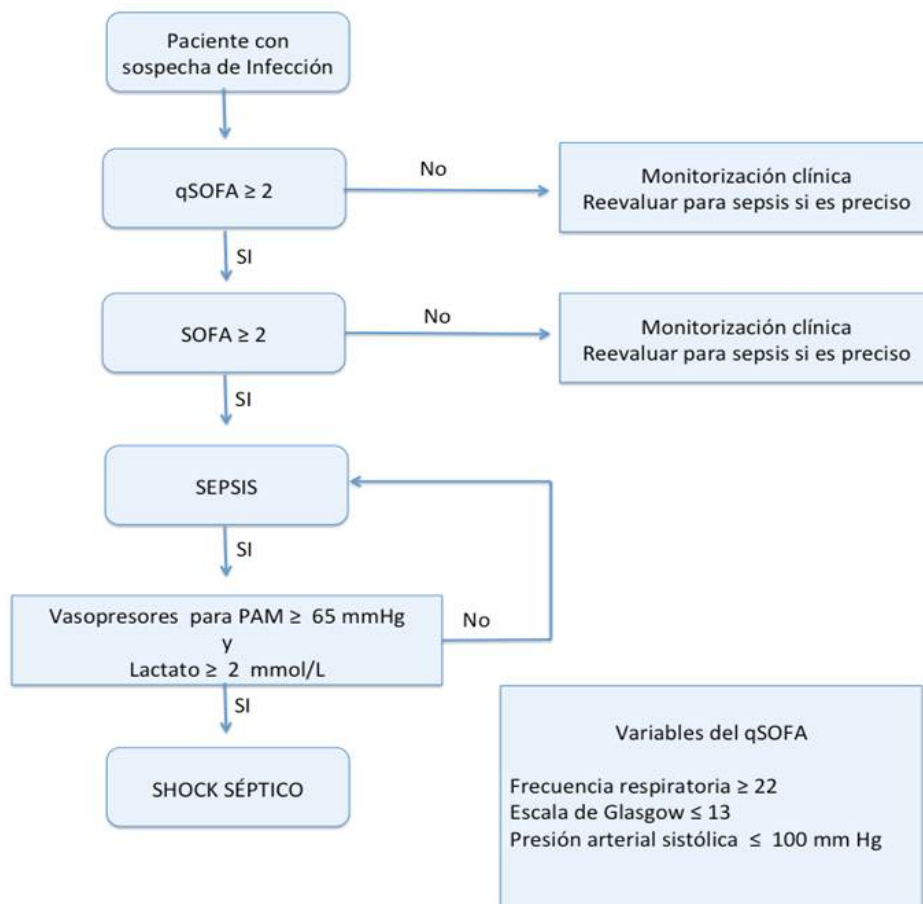 Paciente con
sospecha de Infección
qSOFA ≥ 2
No
Monitorización clínica
Reevaluar para sepsis si es preciso
SI
SOFA ≥ 2
No
Monitorización clínica
Reevaluar para sepsis si es preciso
SI
SEPSIS
SI
Vasopresores para PAM ≥ 65 mmHg
y
Lactato ≥ 2 mmol/L
No
SI
SHOCK SÉPTICO
Variables del qSOFA
Frecuencia respiratoria ≥ 22
Escala de Glasgow ≤ 13
Presión arterial sistólica ≤ 100 mm Hg